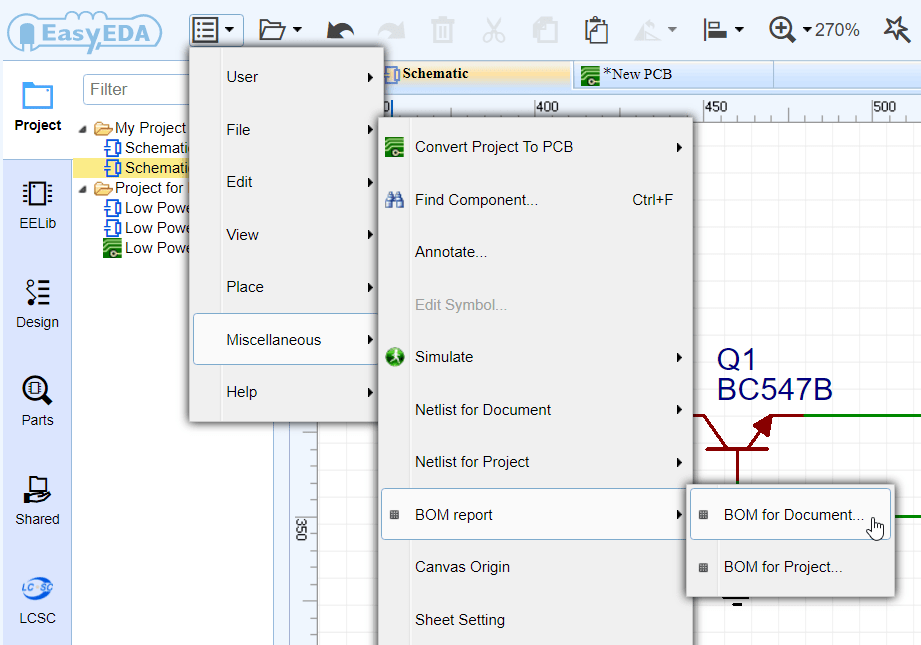 EasyEDA
270%
Project
EELib
Design
Parts
Shared
LC SC
LCSC
Filter
My Project
Schemati
Schematic
Project for
Low Powe
Low Powe
Low Powe
User
File
Edit
View
Place
Miscellaneous
Help
Schematic
*New PCB
400
450
500
350
Convert Project To PCB
Find Component... Ctrl+F
Annotate...
Edit Symbol...
Simulate
Netlist for Document
Netlist for Project
BOM report
Canvas Origin
Sheet Setting
BOM for Document...
BOM for Project...
Q1
BC547B